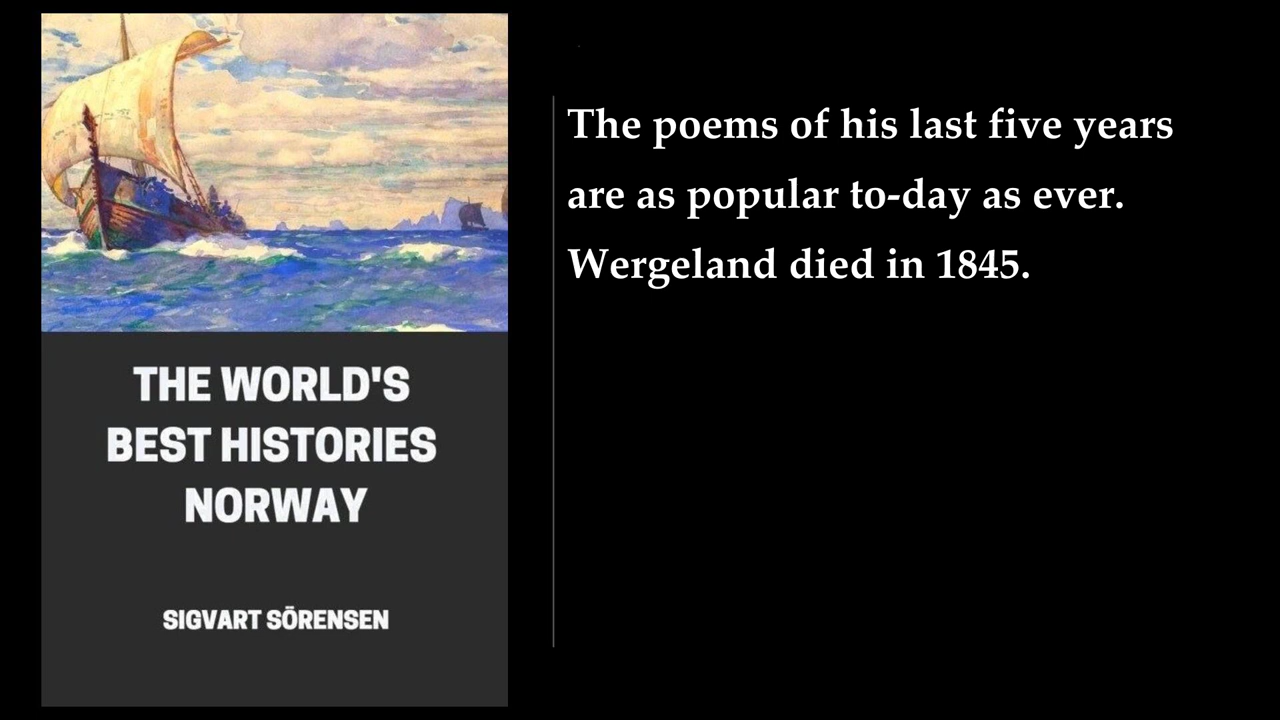 THE WORLD'S
BEST HISTORIES
NORWAY
SIGVART SÖRENSEN
The poems of his last five years
are as popular to-day as ever.
Wergeland died in 1845.